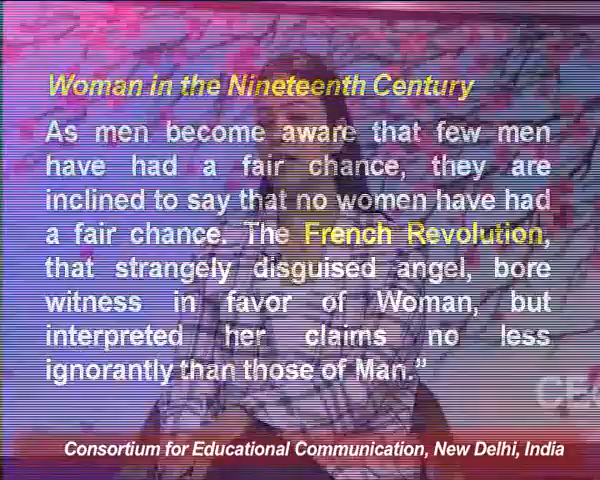 Woman in the Nineteenth Century
As men become aware that few men
have had a fair chance, they are
inclined to say that no women have had
a fair chance. The French Revolution,
that strangely disguised angel, bore
witness in favor of Woman, but
interpreted her claims no less
ignorantly than those of Man.”
CEC
Consortium for Educational Communication, New Delhi, India